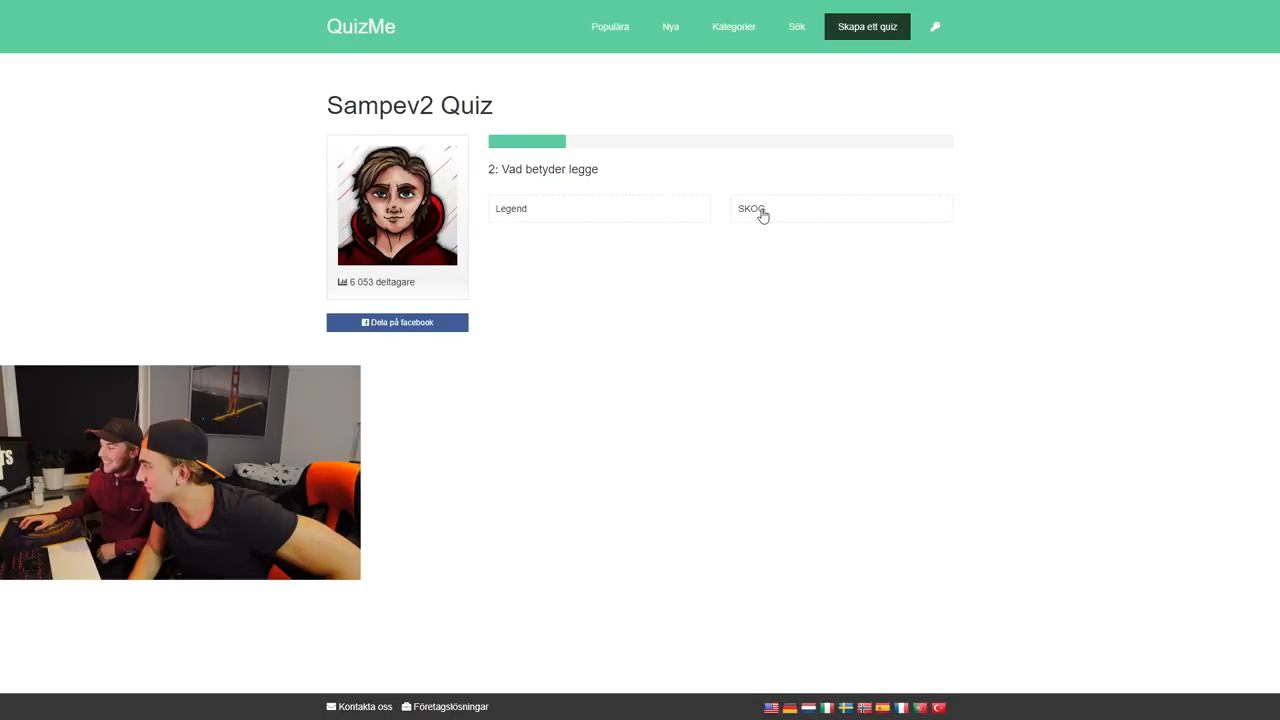 QuizMe
Populära
Nya
Kategorier
Sök
Skapa ett quiz
Sampev2 Quiz
2: Vad betyder legge
Legend
SKOG
6 053 deltagare
Dela på facebook
Kontakta oss
Företagslösningar